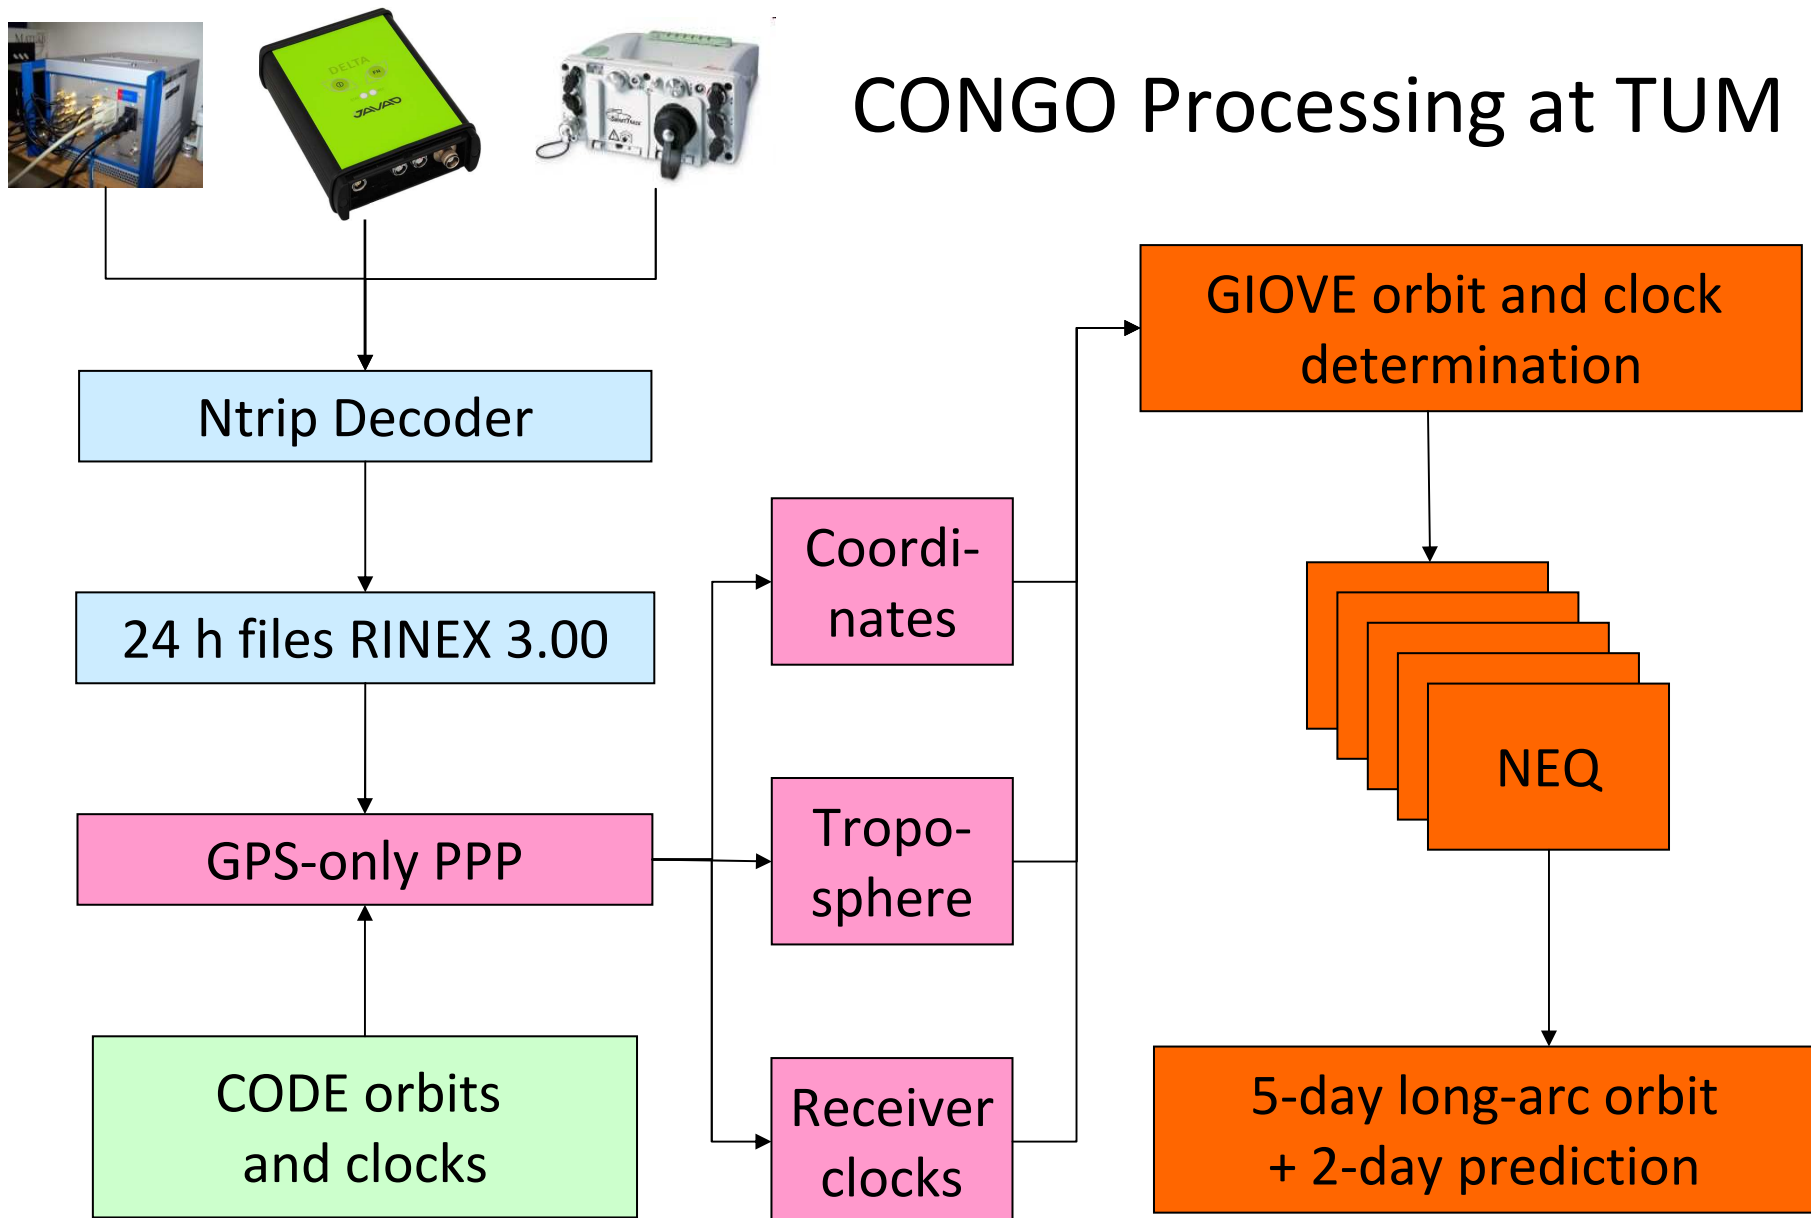 CONGO Processing at TUM
DELTA
JAVAD
Ntrip Decoder
24 h files RINEX 3.00
GPS-only PPP
CODE orbits
and clocks
Coordi-
nates
Tropo-
sphere
Receiver
clocks
GIOVE orbit and clock
determination
NEQ
5-day long-arc orbit
+ 2-day prediction